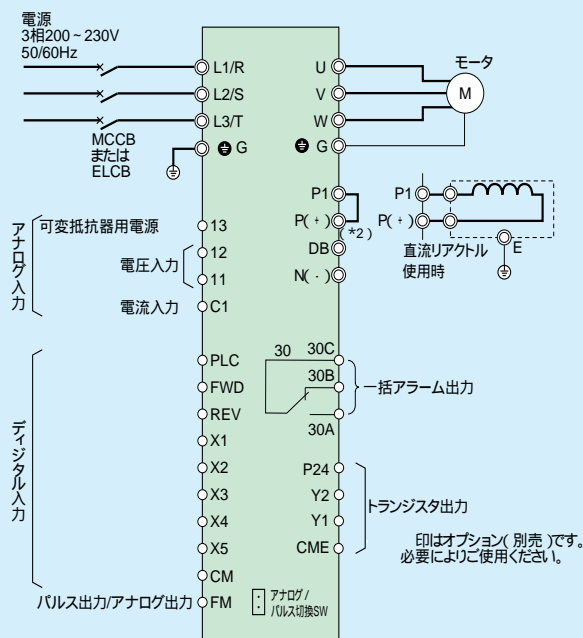 電源
3相200~230V
50/60Hz
L1/R
L2/S
L3/T
G
MCCB
または
ELCB
U
V
W
G
モータ
M
P1
P(+)
(*2)
DB
N(-)
P1
P(+)
E
直流リアクトル
使用時
アナログ入力
可変抵抗器用電源
13
電圧入力
12
11
電流入力
C1
ディジタル入力
PLC
FWD
REV
X1
X2
X3
X4
X5
CM
パルス出力/アナログ出力
FM
アナログ/
パルス切換SW
30
30C
30B
30A
一括アラーム出力
P24
Y2
Y1
CME
トランジスタ出力
印はオプション(別売)です。
必要によりご使用ください。